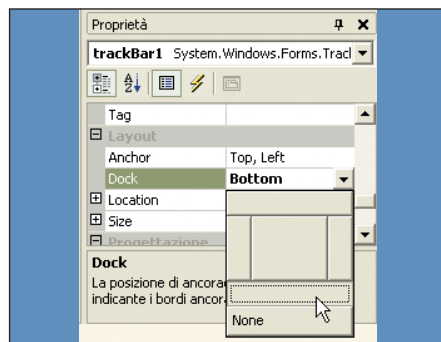 Proprietà
trackBar1 System.Windows.Forms.Tracl
Tag
Layout
Anchor Top, Left
Dock Bottom
Location
Size
Progettazione
Dock
La posizione di ancora
indicante i bordi ancor
None